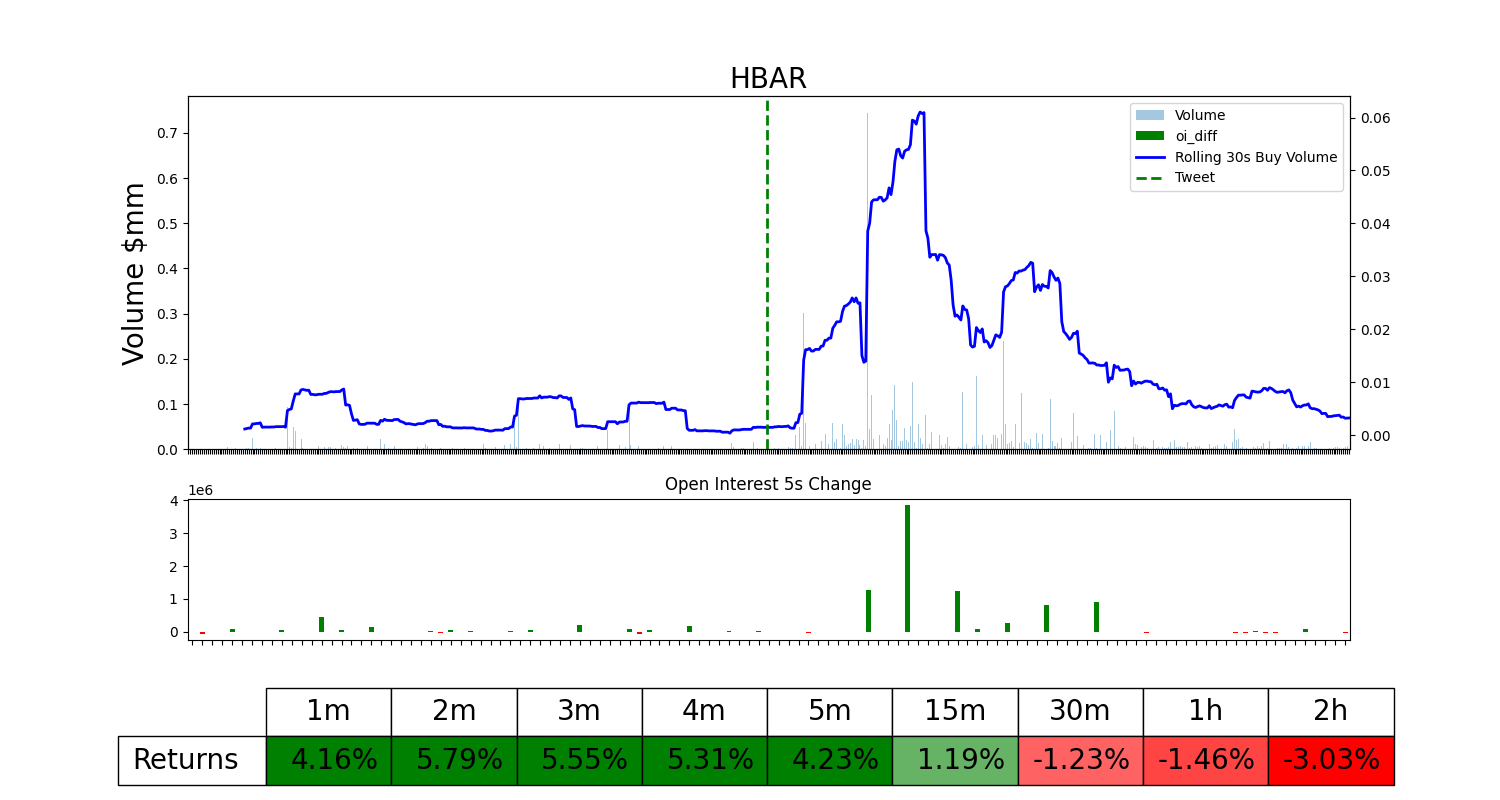 HBAR
Volume $mm
0.7
0.6
0.5
0.4
0.3
0.2
0.1
0.0
0.06
0.05
0.04
0.03
0.02
0.01
0.00
Volume
oi_diff
Rolling 30s Buy Volume
Tweet
Open Interest 5s Change
1e6
4
3
2
1
0
1m 2m 3m 4m 5m 15m 30m 1h 2h
Returns 4.16% 5.79% 5.55% 5.31% 4.23% 1.19% -1.23% -1.46% -3.03%